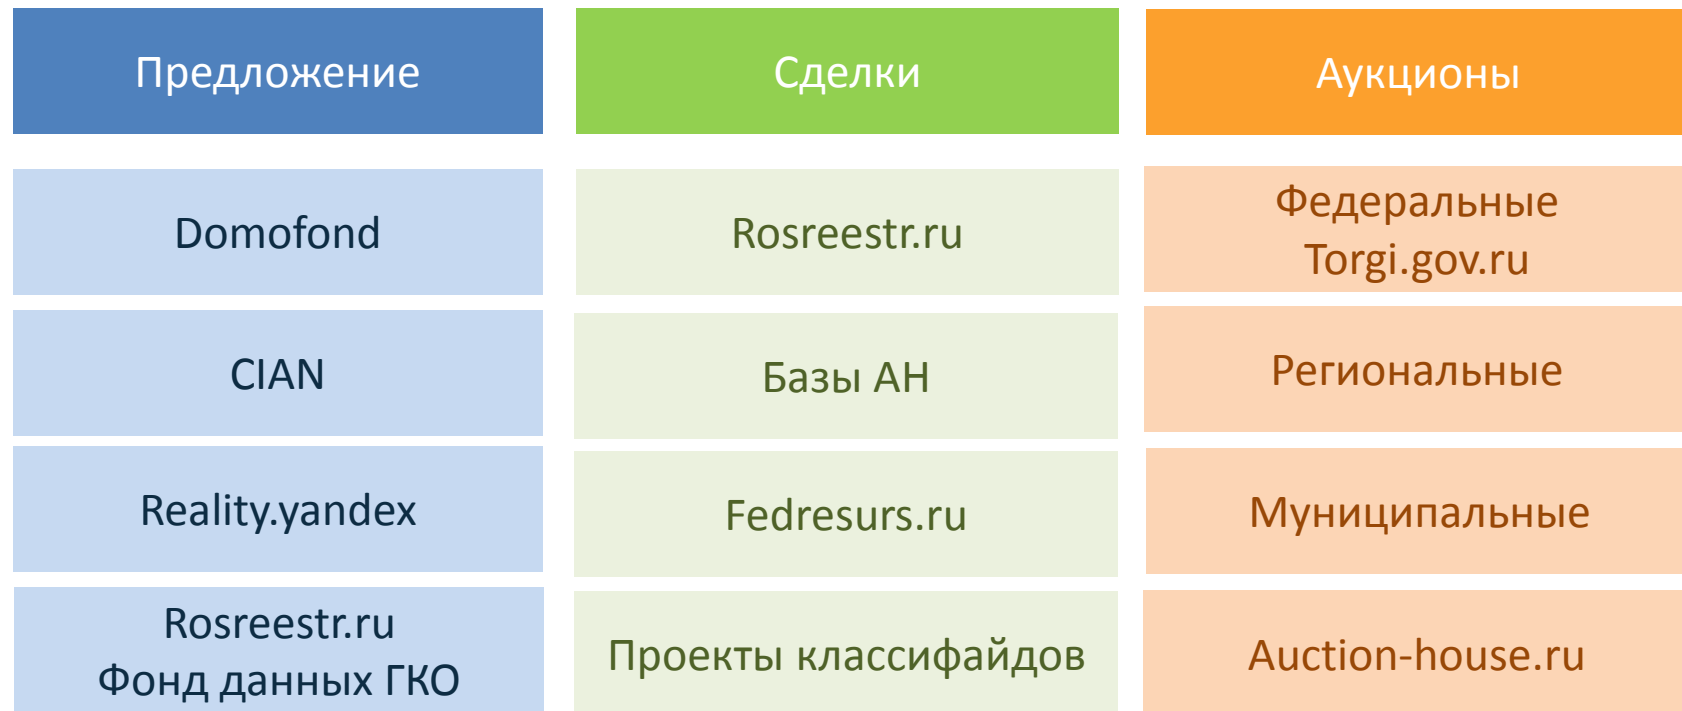 Предложение
Сделки
Аукционы
Domofond
Rosreestr.ru
Федеральные
Torgi.gov.ru
CIAN
Базы АН
Региональные
Reality.yandex
Fedresurs.ru
Муниципальные
Rosreestr.ru
Фонд данных ГКО
Проекты классифайдов
Auction-house.ru